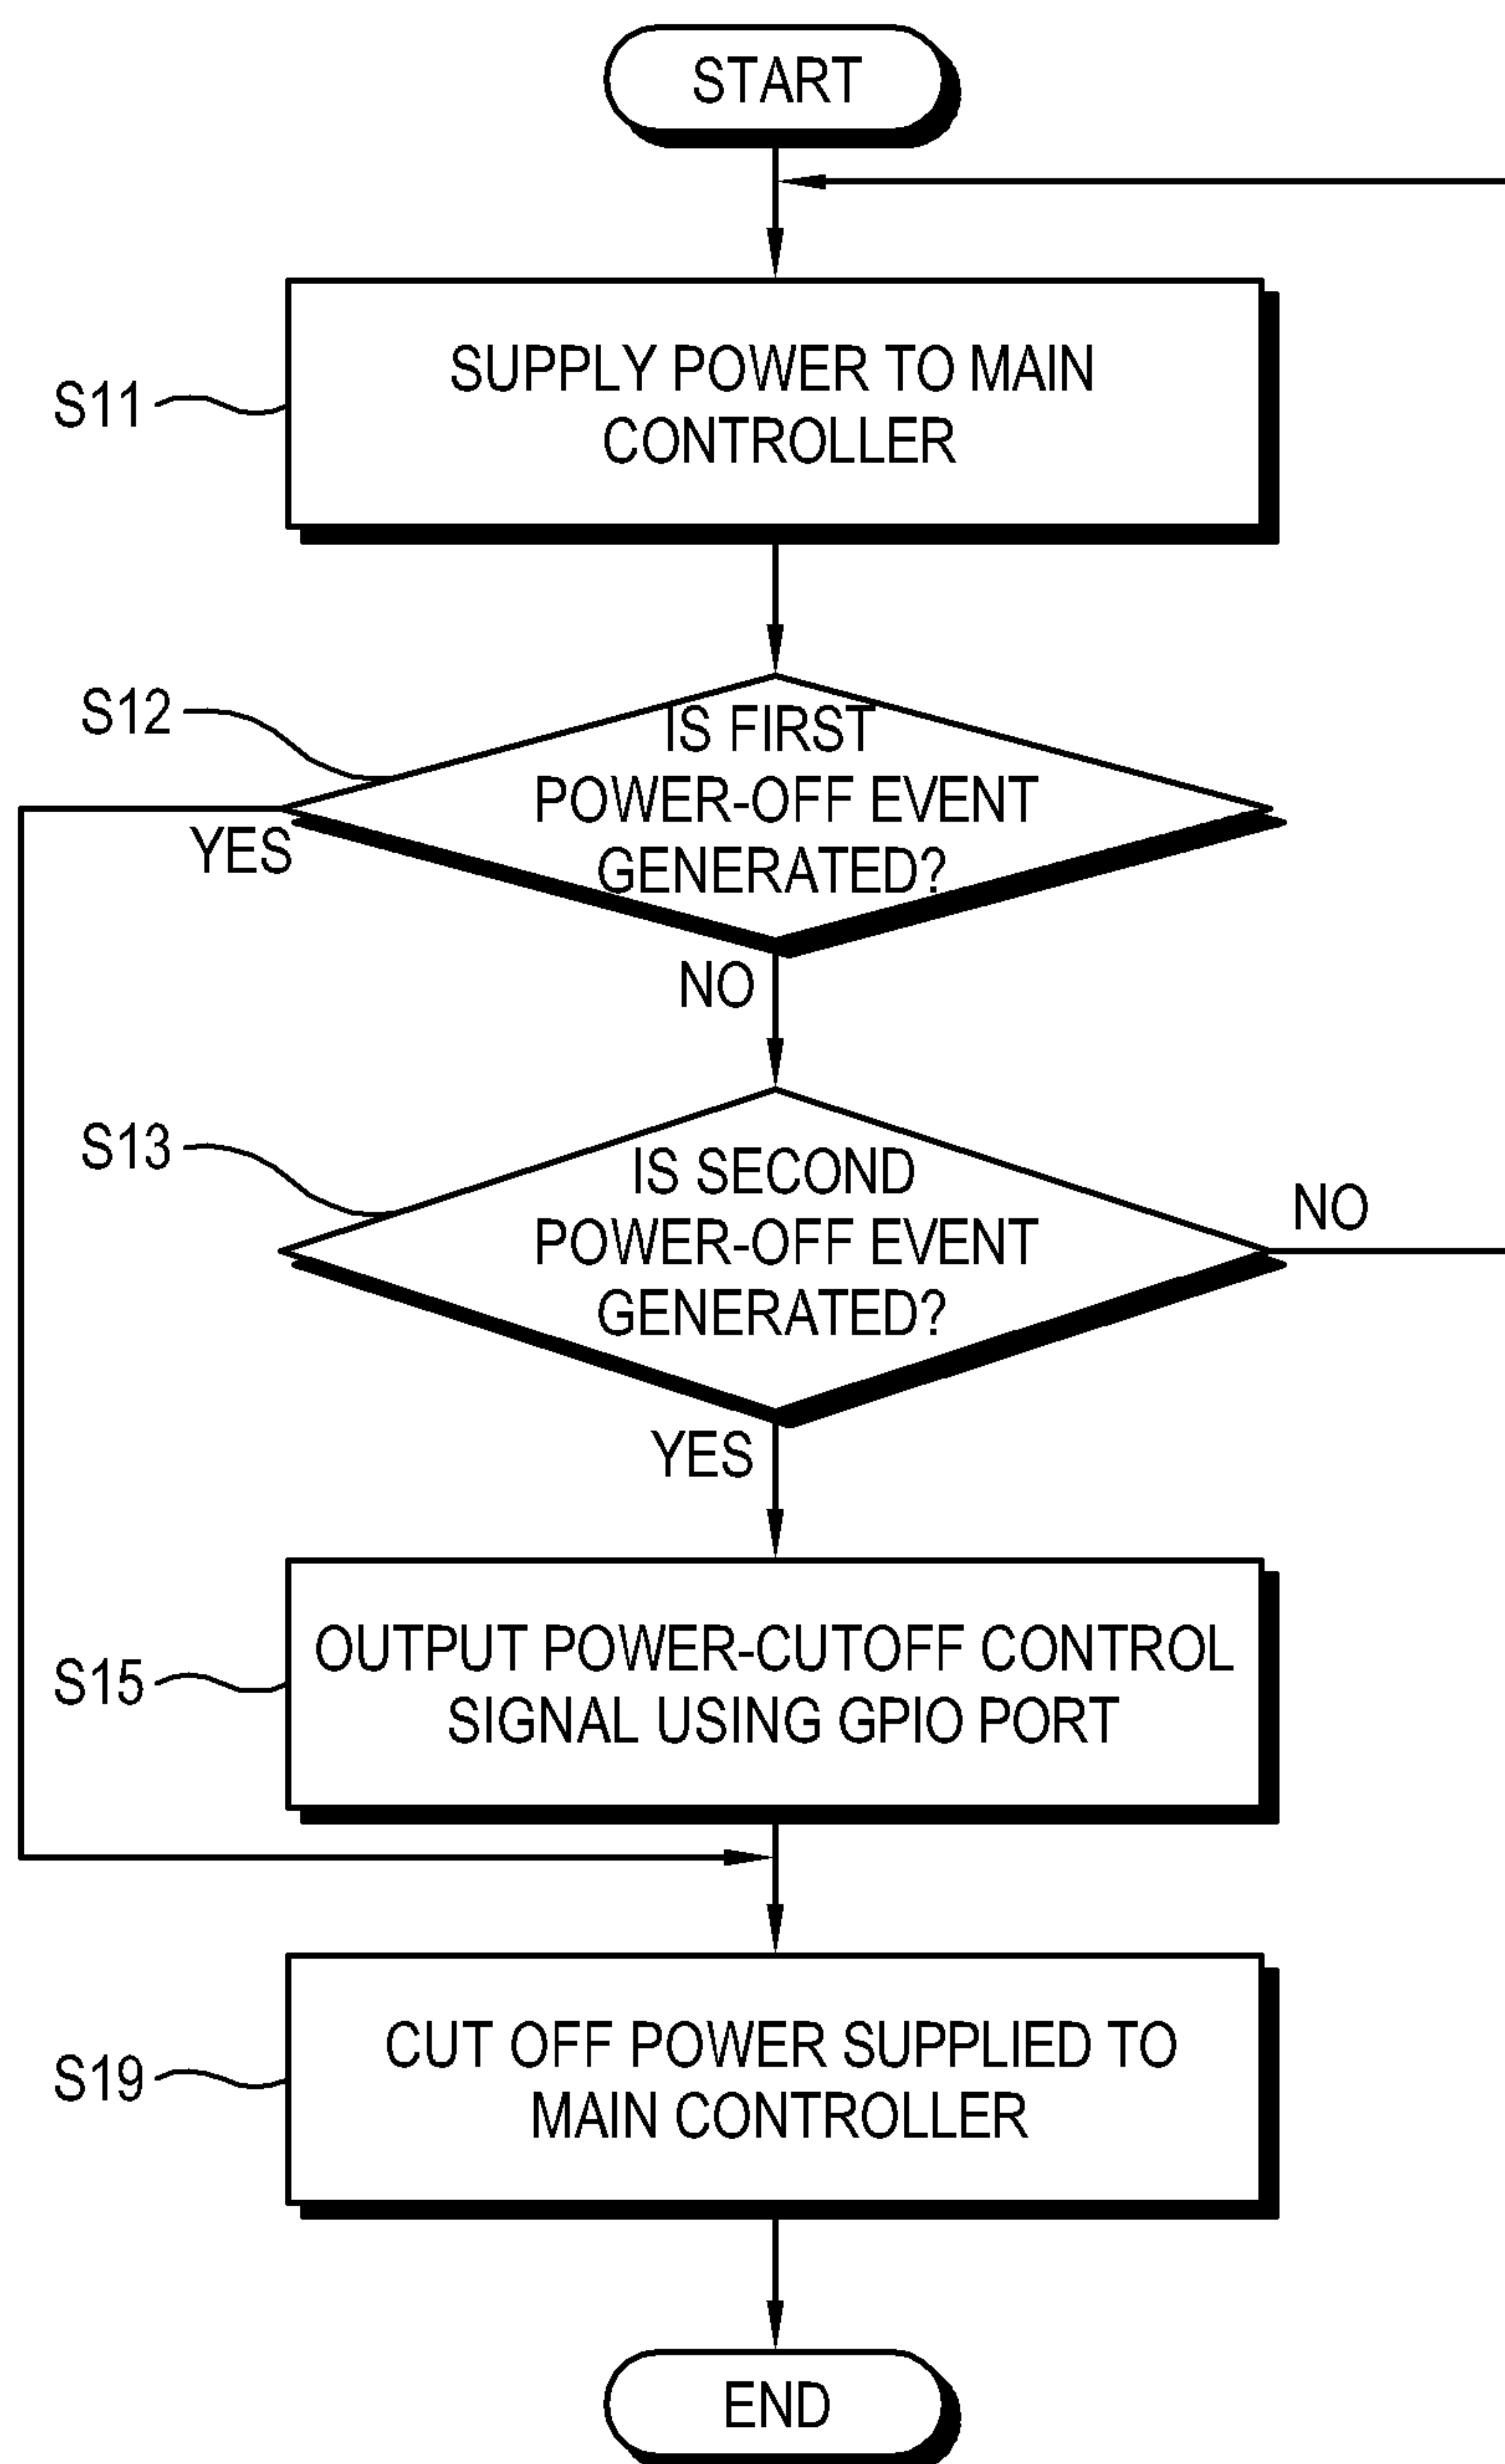 START
SUPPLY POWER TO MAIN
CONTROLLER
S11
S12
IS FIRST
POWER-OFF EVENT
GENERATED?
YES
NO
S13
IS SECOND
POWER-OFF EVENT
GENERATED?
NO
YES
OUTPUT POWER-CUTOFF CONTROL
SIGNAL USING GPIO PORT
S15
CUT OFF POWER SUPPLIED TO
MAIN CONTROLLER
S19
END